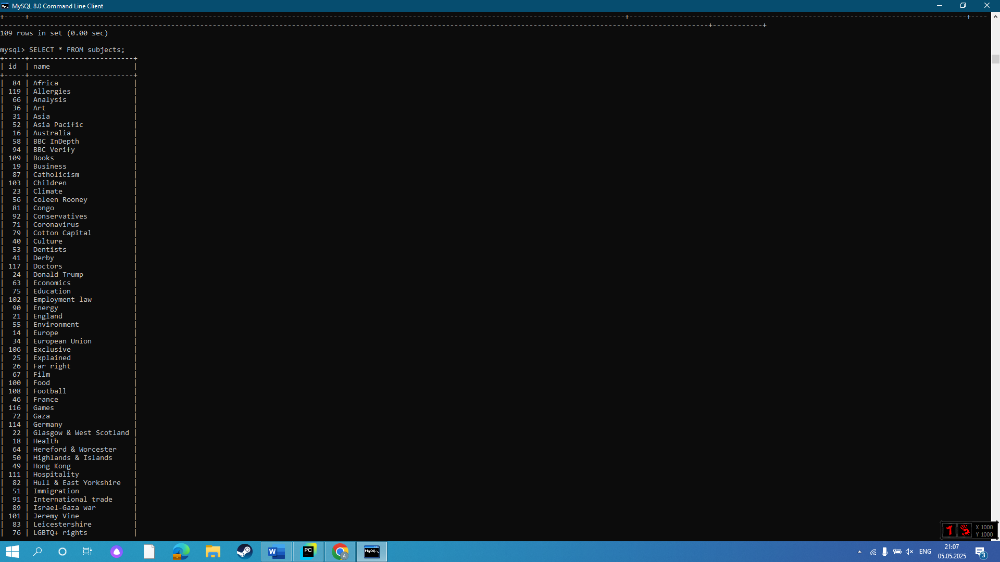 MySQL 8.0 Command Line Client
+-----+------------------------------------------------------------------------------------------------------------------------------------------------+---------------------------------------------------------------------------------+----
--------------------------------------------------------------------------------------------------------------------------------------------------------------------------+------------+
109 rows in set (0.00 sec)
mysql> SELECT * FROM subjects;
+-----+-------------------------+
| id  | name                    |
+-----+-------------------------+
|  84 | Africa                  |
| 119 | Allergies               |
|  66 | Analysis                |
|  36 | Art                     |
|  31 | Asia                    |
|  52 | Asia Pacific            |
|  16 | Australia               |
|  58 | BBC InDepth             |
|  94 | BBC Verify              |
| 109 | Books                   |
|  19 | Business                |
|  87 | Catholicism             |
| 103 | Children                |
|  23 | Climate                 |
|  56 | Coleen Rooney           |
|  81 | Congo                   |
|  92 | Conservatives           |
|  71 | Coronavirus             |
|  79 | Cotton Capital          |
|  40 | Culture                 |
|  53 | Dentists                |
|  41 | Derby                   |
| 117 | Doctors                 |
|  24 | Donald Trump            |
|  63 | Economics               |
|  75 | Education               |
| 102 | Employment law          |
|  90 | Energy                  |
|  21 | England                 |
|  55 | Environment             |
|  14 | Europe                  |
|  34 | European Union          |
| 106 | Exclusive               |
|  25 | Explained               |
|  26 | Far right               |
|  67 | Film                    |
| 100 | Food                    |
| 108 | Football                |
|  46 | France                  |
| 116 | Games                   |
|  72 | Gaza                    |
| 114 | Germany                 |
|  22 | Glasgow & West Scotland |
|  18 | Health                  |
|  64 | Hereford & Worcester    |
|  50 | Highlands & Islands     |
|  49 | Hong Kong               |
| 111 | Hospitality             |
|  82 | Hull & East Yorkshire   |
|  51 | Immigration             |
|  91 | International trade     |
|  89 | Israel-Gaza war         |
| 101 | Jeremy Vine             |
|  83 | Leicestershire          |
|  76 | LGBTQ+ rights           |
X 1000
Y 1000
W
PC
A
MySQL
ENG
21:07
05.05.2025
3